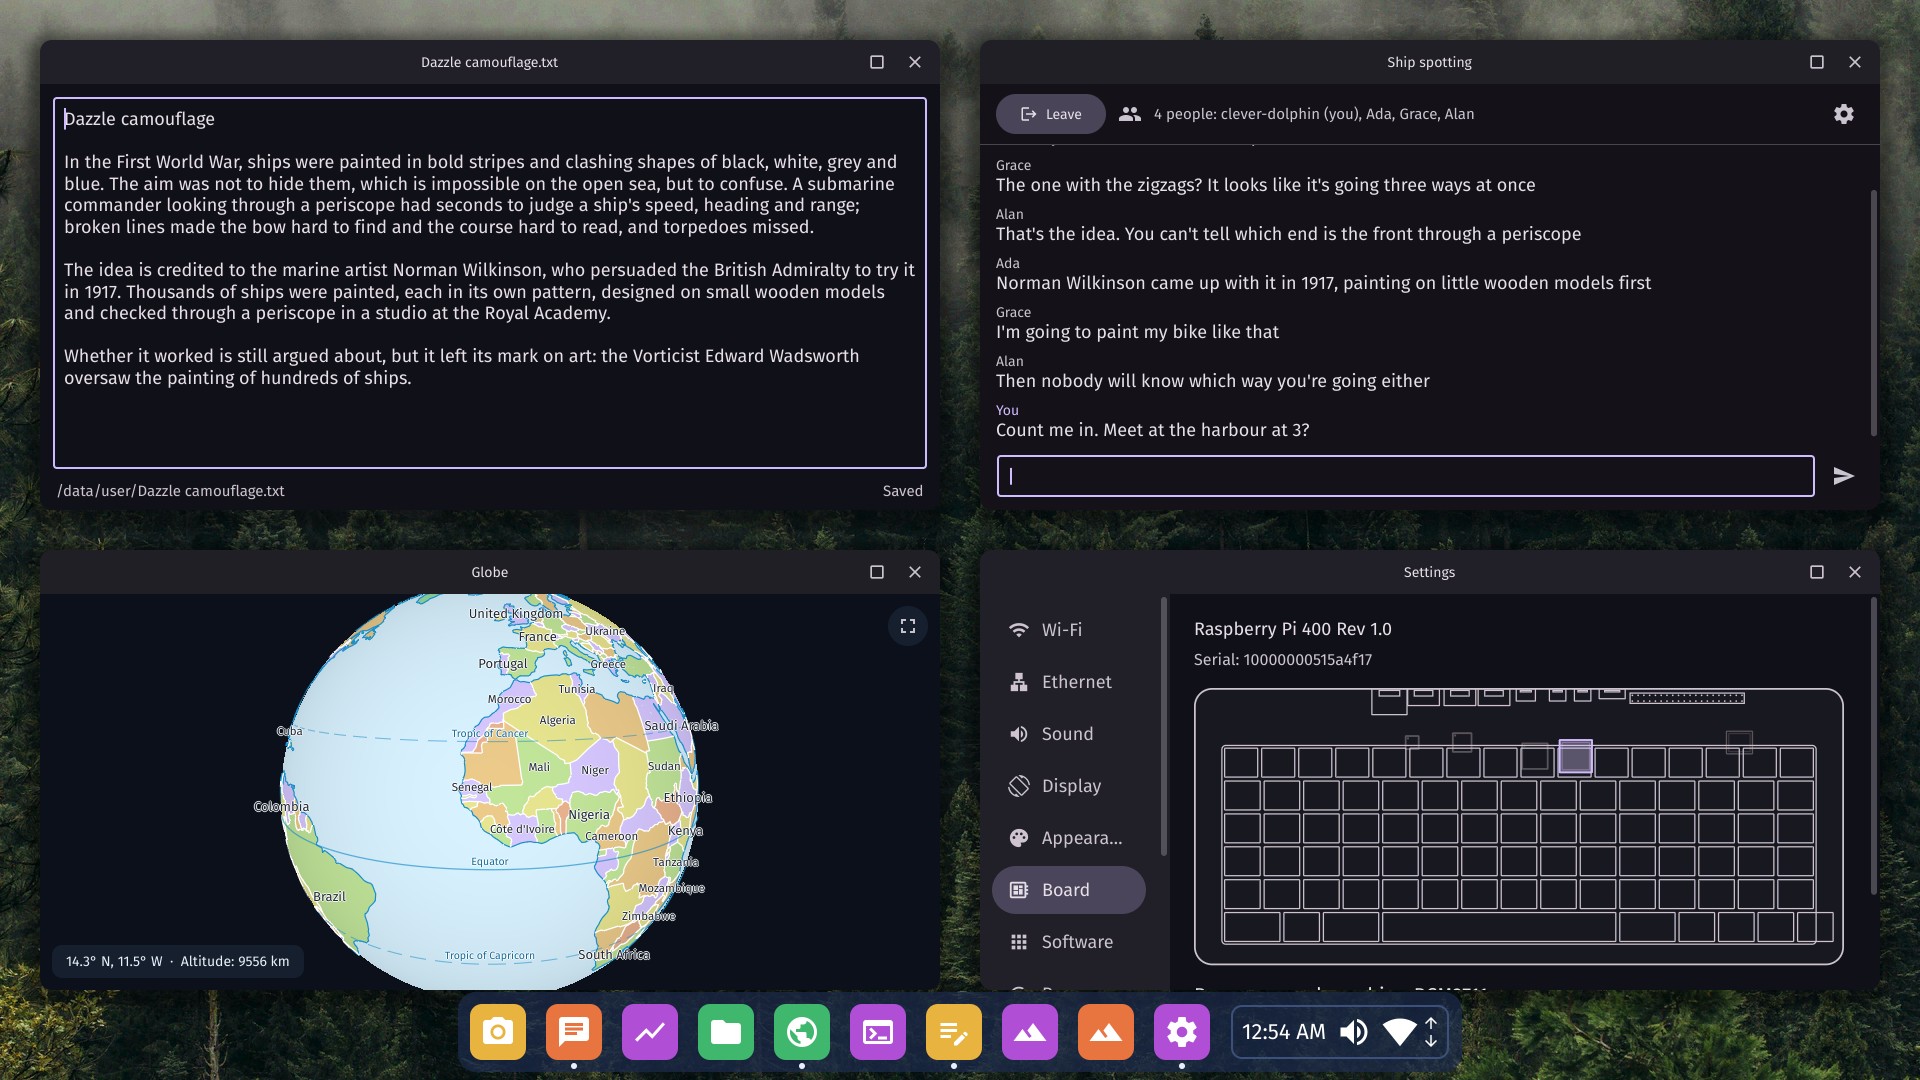 Dazzle camouflage.txt
Dazzle camouflage
In the First World War, ships were painted in bold stripes and clashing shapes of black, white, grey and
blue. The aim was not to hide them, which is impossible on the open sea, but to confuse. A submarine
commander looking through a periscope had seconds to judge a ship's speed, heading and range;
broken lines made the bow hard to find and the course hard to read, and torpedoes missed.
The idea is credited to the marine artist Norman Wilkinson, who persuaded the British Admiralty to try it
in 1917. Thousands of ships were painted, each in its own pattern, designed on small wooden models
and checked through a periscope in a studio at the Royal Academy.
Whether it worked is still argued about, but it left its mark on art: the Vorticist Edward Wadsworth
oversaw the painting of hundreds of ships.
/data/user/Dazzle camouflage.txt
Saved
Ship spotting
Leave
4 people: clever-dolphin (you), Ada, Grace, Alan
Grace
The one with the zigzags? It looks like it's going three ways at once
Alan
That's the idea. You can't tell which end is the front through a periscope
Ada
Norman Wilkinson came up with it in 1917, painting on little wooden models first
Grace
I'm going to paint my bike like that
Alan
Then nobody will know which way you're going either
You
Count me in. Meet at the harbour at 3?
Globe
United Kingdom
Ukraine
France
Portugal
Greece
Tunisia
Iraq
Morocco
Algeria
Saudi Arabia
Cuba
Tropic of Cancer
Mali
Niger
Sudan
Senegal
Ethiopia
Colombia
Nigeria
Côte d'Ivoire
Cameroon
Kenya
Equator
Tanzania
Mozambique
Brazil
Zimbabwe
Tropic of Capricorn
South Africa
14.3° N, 11.5° W · Altitude: 9556 km
Settings
Wi-Fi
Ethernet
Sound
Display
Appeara...
Board
Software
Raspberry Pi 400 Rev 1.0
Serial: 10000000515a4f17
12:54 AM